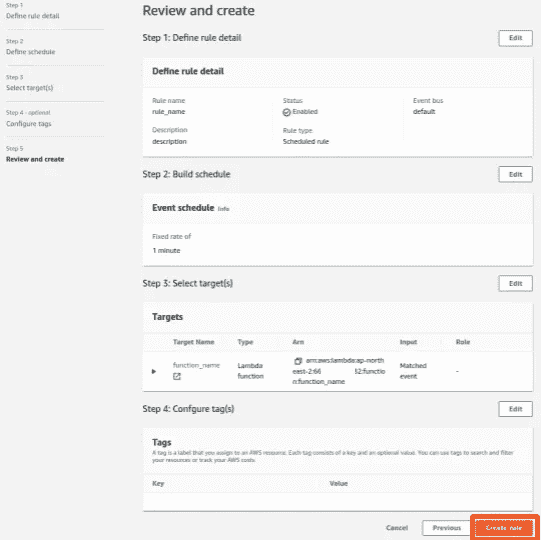 Step 1
Define rule detail
Step 2
Define schedule
Step 3
Select target(s)
Step 4 - optional
Configure tags
Step 5
Review and create
Review and create
Step 1: Define rule detail
Edit
Define rule detail
Rule name
rule_name
Status
Enabled
Event bus
default
Description
description
Rule type
Scheduled rule
Step 2: Build schedule
Edit
Event schedule Info
Fixed rate of
1 minute
Step 3: Select target(s)
Edit
Targets
Target Name Type Arn Input Role
function_name
Lambda
function
arn:aws:lambda:ap-north
east-2:66 52:functio
n:function_name
Matched
event
-
Step 4: Configure tag(s)
Edit
Tags
A tag is a label that you assign to an AWS resource. Each tag consists of a key and an optional value. You can use tags to search and filter
your resources or track your AWS costs.
Key Value
Cancel Previous Create rule